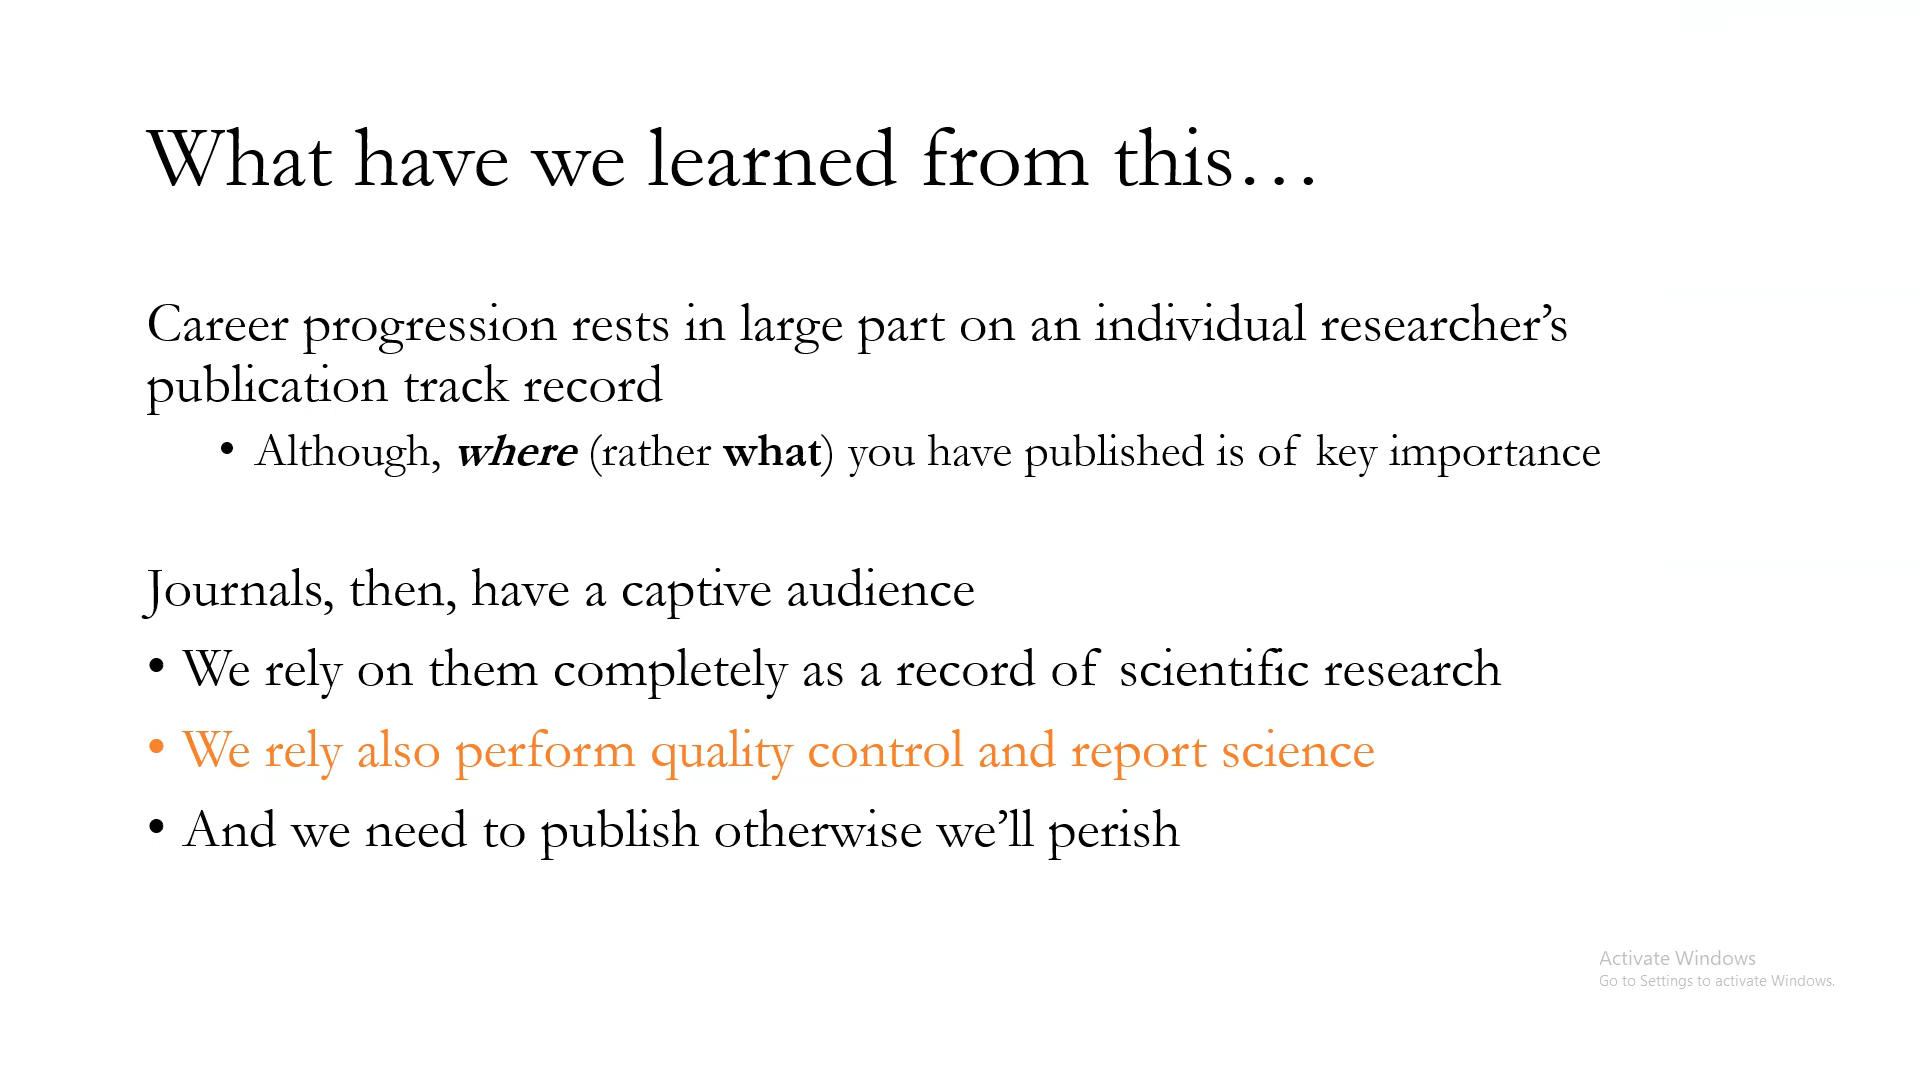 What have we learned from this…
Career progression rests in large part on an individual researcher’s
publication track record
• Although, where (rather what) you have published is of key importance
Journals, then, have a captive audience
• We rely on them completely as a record of scientific research
• We rely also perform quality control and report science
• And we need to publish otherwise we’ll perish
Activate Windows
Go to Settings to activate Windows.